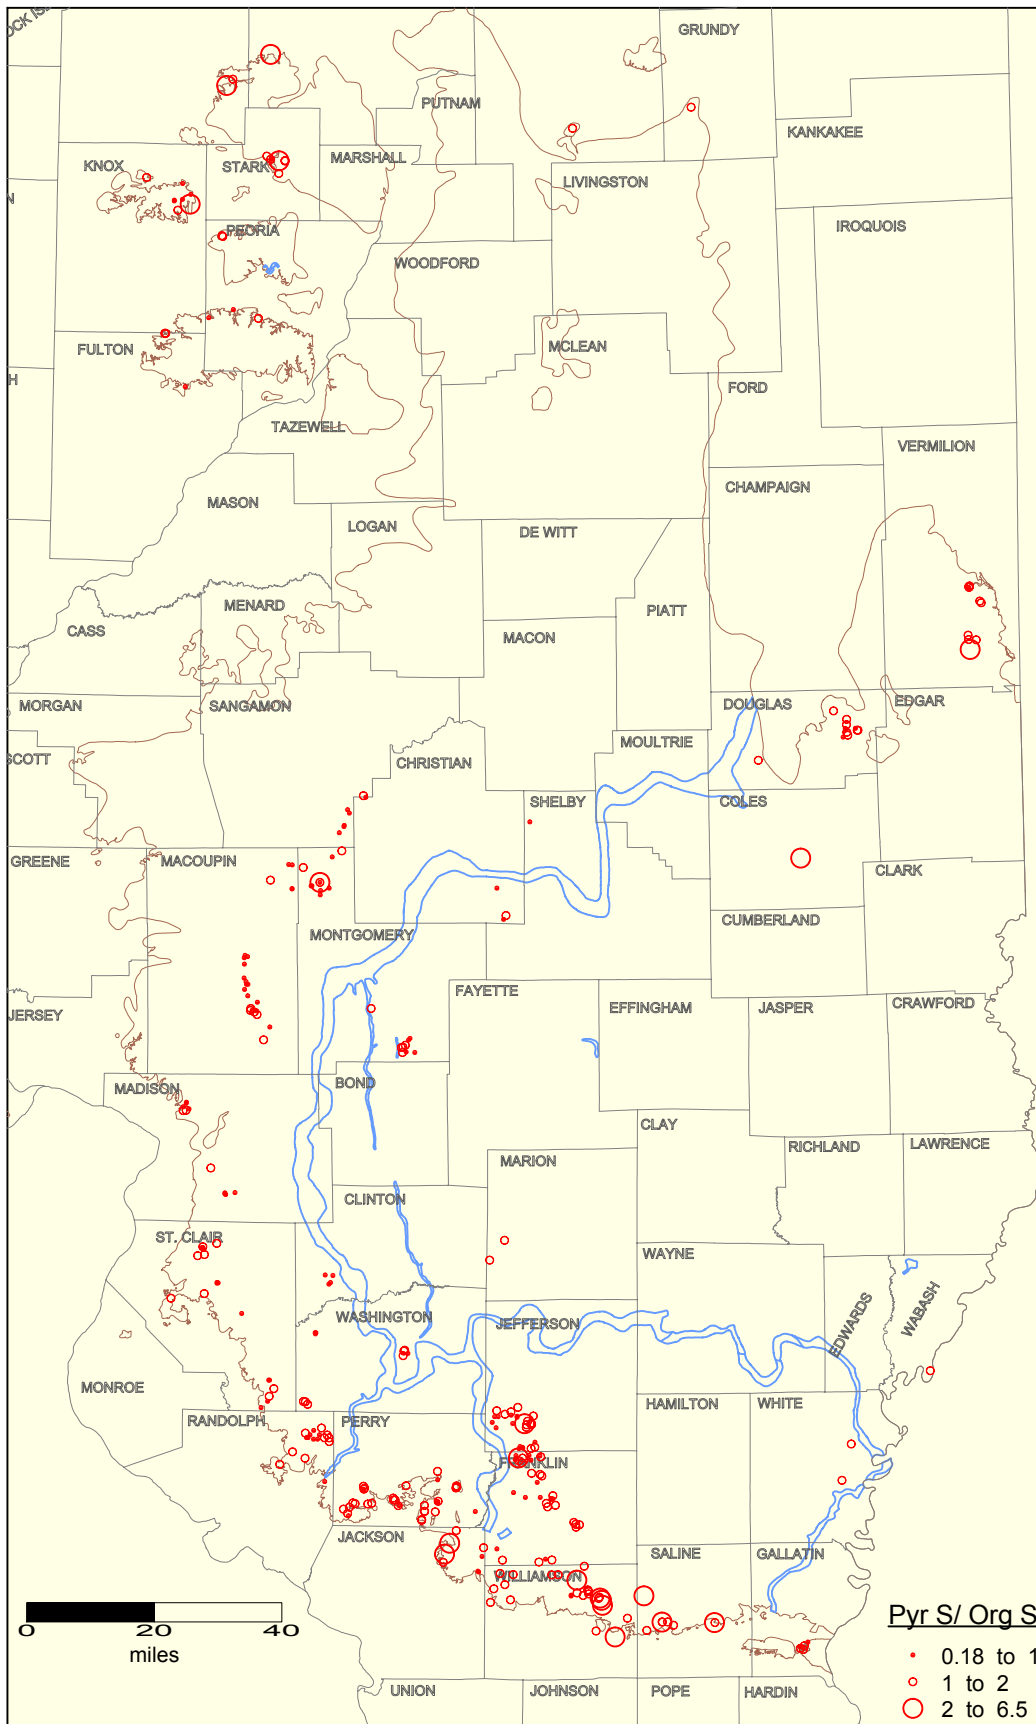 OCK IS
GRUNDY
PUTNAM
KANKAKEE
KNOX
STARK
MARSHALL
LIVINGSTON
N
PEORIA
IROQUOIS
WOODFORD
FULTON
MCLEAN
H
FORD
TAZEWELL
VERMILION
MASON
CHAMPAIGN
LOGAN
DE WITT
MENARD
PIATT
CASS
MACON
MORGAN
SANGAMON
DOUGLAS
EDGAR
SCOTT
MOULTRIE
CHRISTIAN
SHELBY
COLES
GREENE
MACOUPIN
CLARK
CUMBERLAND
MONTGOMERY
FAYETTE
JERSEY
EFFINGHAM
JASPER
CRAWFORD
MADISON
BOND
CLAY
RICHLAND
LAWRENCE
MARION
CLINTON
ST. CLAIR
WAYNE
WABASH
EDWARDS
WASHINGTON
JEFFERSON
MONROE
RANDOLPH
PERRY
HAMILTON
WHITE
FRANKLIN
JACKSON
SALINE
GALLATIN
WILLIAMSON
0 20 40
miles
Pyr S/ Org S
0.18 to 1
1 to 2
2 to 6.5
UNION
JOHNSON
POPE
HARDIN